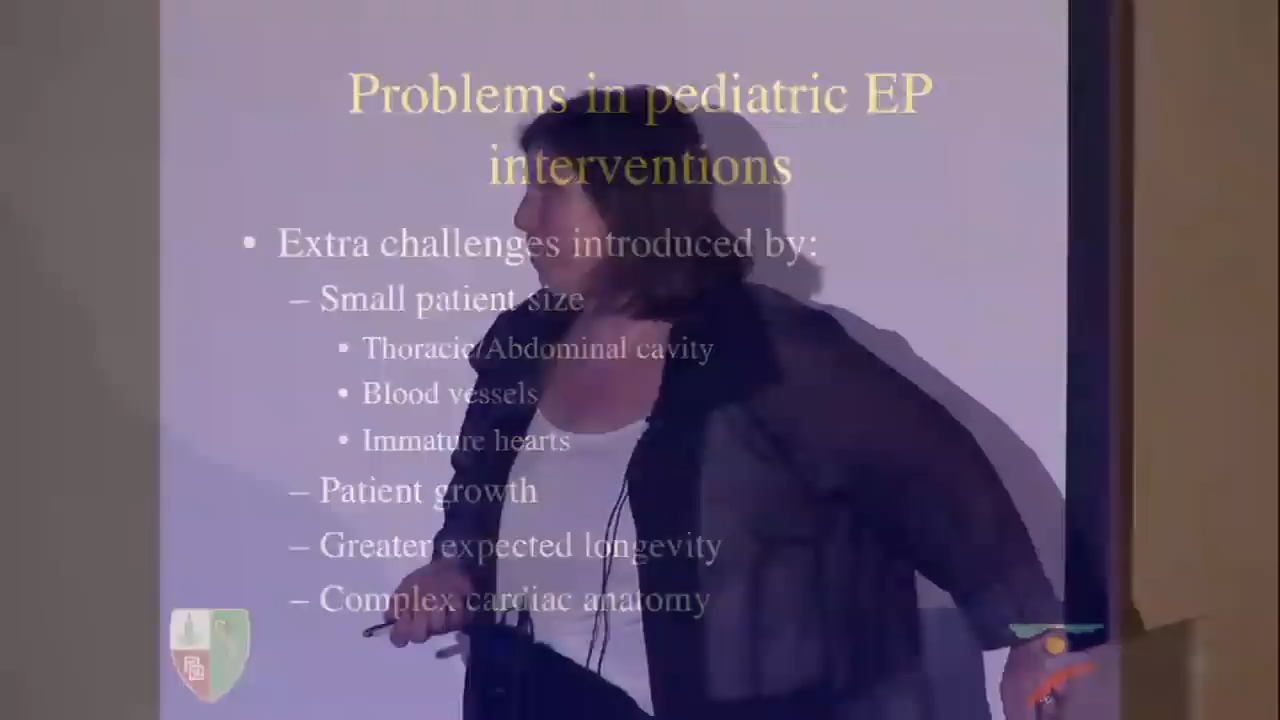 Problems in pediatric EP
interventions
• Extra challenges introduced by:
– Small patient size
• Thoracic/Abdominal cavity
• Blood vessels
• Immature hearts
– Patient growth
– Greater expected longevity
– Complex cardiac anatomy